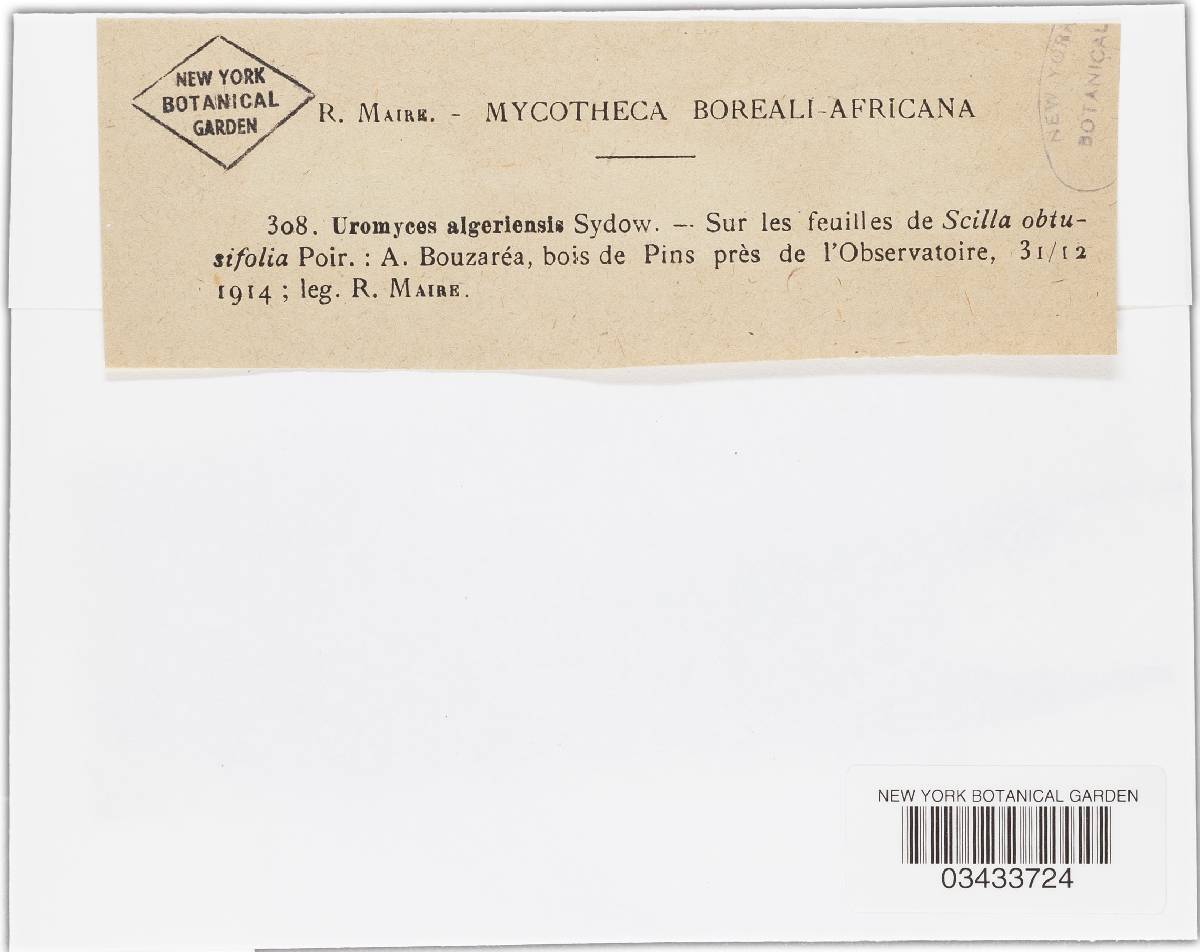 NEW YORK
BOTANICAL
GARDEN
R. MAIRE. - MYCOTHECA BOREALI-AFRICANA
NEW YORK
BOTANICAL
308. Uromyces algeriensis Sydow. — Sur les feuilles de Scilla obtu-
sifolia Poir. : A. Bouzaréa, bois de Pins près de l'Observatoire, 31/12
1914 ; leg. R. MAIRE.
NEW YORK BOTANICAL GARDEN
03433724